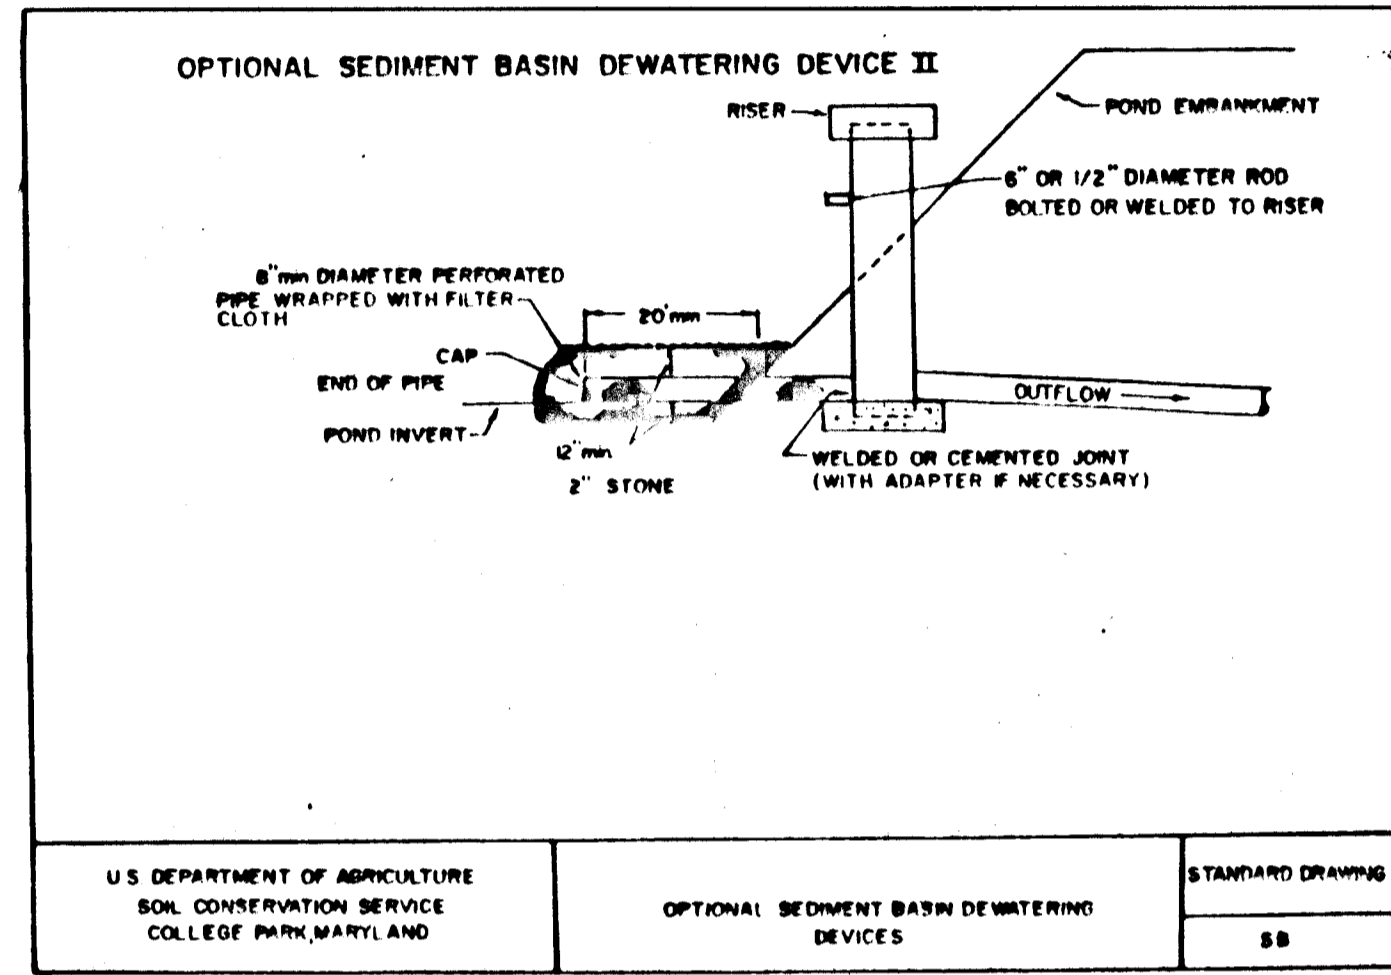 OPTIONAL SEDIMENT BASIN DEWATERING DEVICE II
RISER
POND EMBANKMENT
6" OR 1/2" DIAMETER ROD
BOLTED OR WELDED TO RISER
8"min DIAMETER PERFORATED
PIPE WRAPPED WITH FILTER
CLOTH
20'min
CAP
END OF PIPE
OUTFLOW
POND INVERT
12"min
2" STONE
WELDED OR CEMENTED JOINT
(WITH ADAPTER IF NECESSARY)
U S DEPARTMENT OF AGRICULTURE
SOIL CONSERVATION SERVICE
COLLEGE PARK, MARYLAND
OPTIONAL SEDIMENT BASIN DEWATERING
DEVICES
STANDARD DRAWING
SB